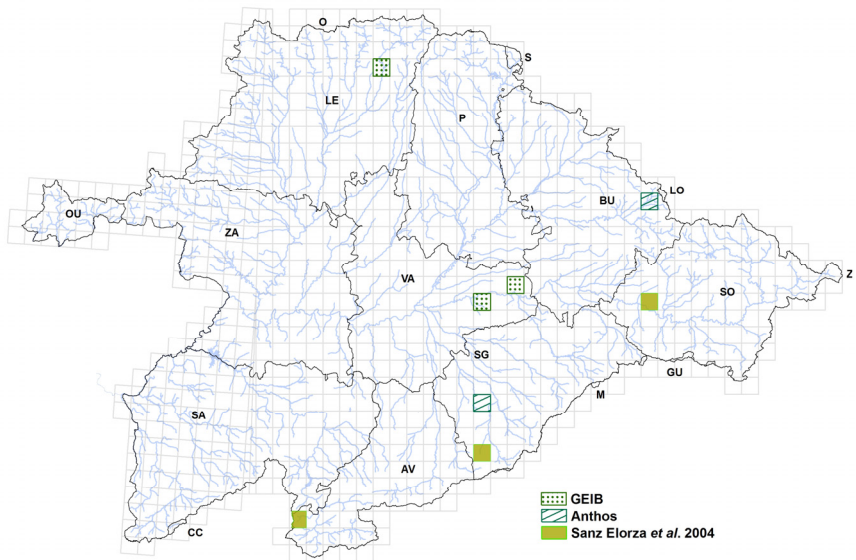 O
S
LE
P
LO
BU
OU
ZA
VA
Z
SO
SG
GU
M
SA
AV
CC
GEIB
Anthos
Sanz Elorza et al. 2004